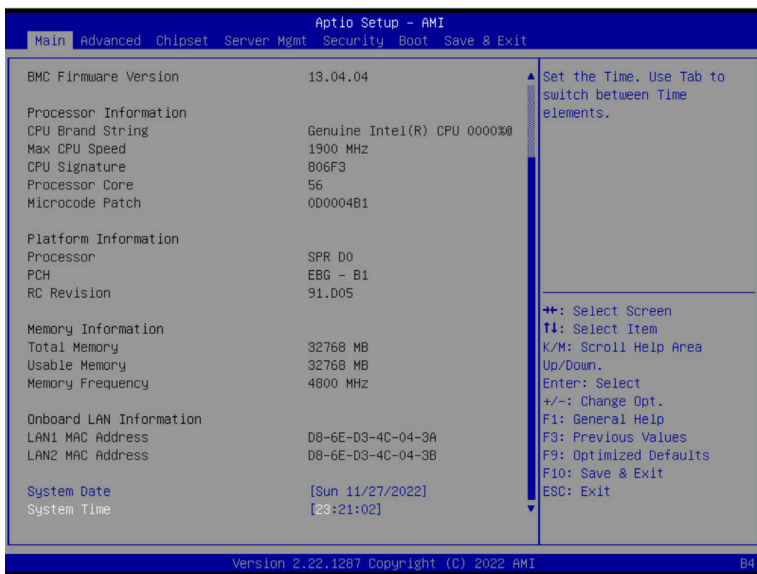 Aptio Setup - AMI
Main Advanced Chipset Server Mgmt Security Boot Save & Exit
BMC Firmware Version 13.04.04
Processor Information
CPU Brand String Genuine Intel(R) CPU 0000%@
Max CPU Speed 1900 MHz
CPU Signature 806F3
Processor Core 56
Microcode Patch 0D0004B1
Platform Information
Processor SPR D0
PCH EBG - B1
RC Revision 91.D05
Memory Information
Total Memory 32768 MB
Usable Memory 32768 MB
Memory Frequency 4800 MHz
Onboard LAN Information
LAN1 MAC Address D8-6E-D3-4C-04-3A
LAN2 MAC Address D8-6E-D3-4C-04-3B
System Date [Sun 11/27/2022]
System Time [23:21:02]
Set the Time. Use Tab to
switch between Time
elements.
→←: Select Screen
↑↓: Select Item
K/M: Scroll Help Area
Up/Down.
Enter: Select
+/-: Change Opt.
F1: General Help
F3: Previous Values
F9: Optimized Defaults
F10: Save & Exit
ESC: Exit
Version 2.22.1287 Copyright (C) 2022 AMI
B4